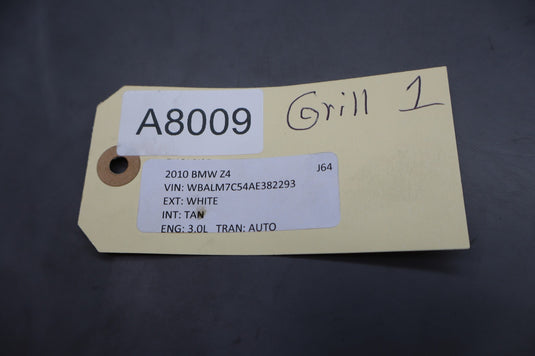 Grill 1
A8009
2010 BMW Z4 J64
VIN: WBALM7C54AE382293
EXT: WHITE
INT: TAN
ENG: 3.0L TRAN: AUTO